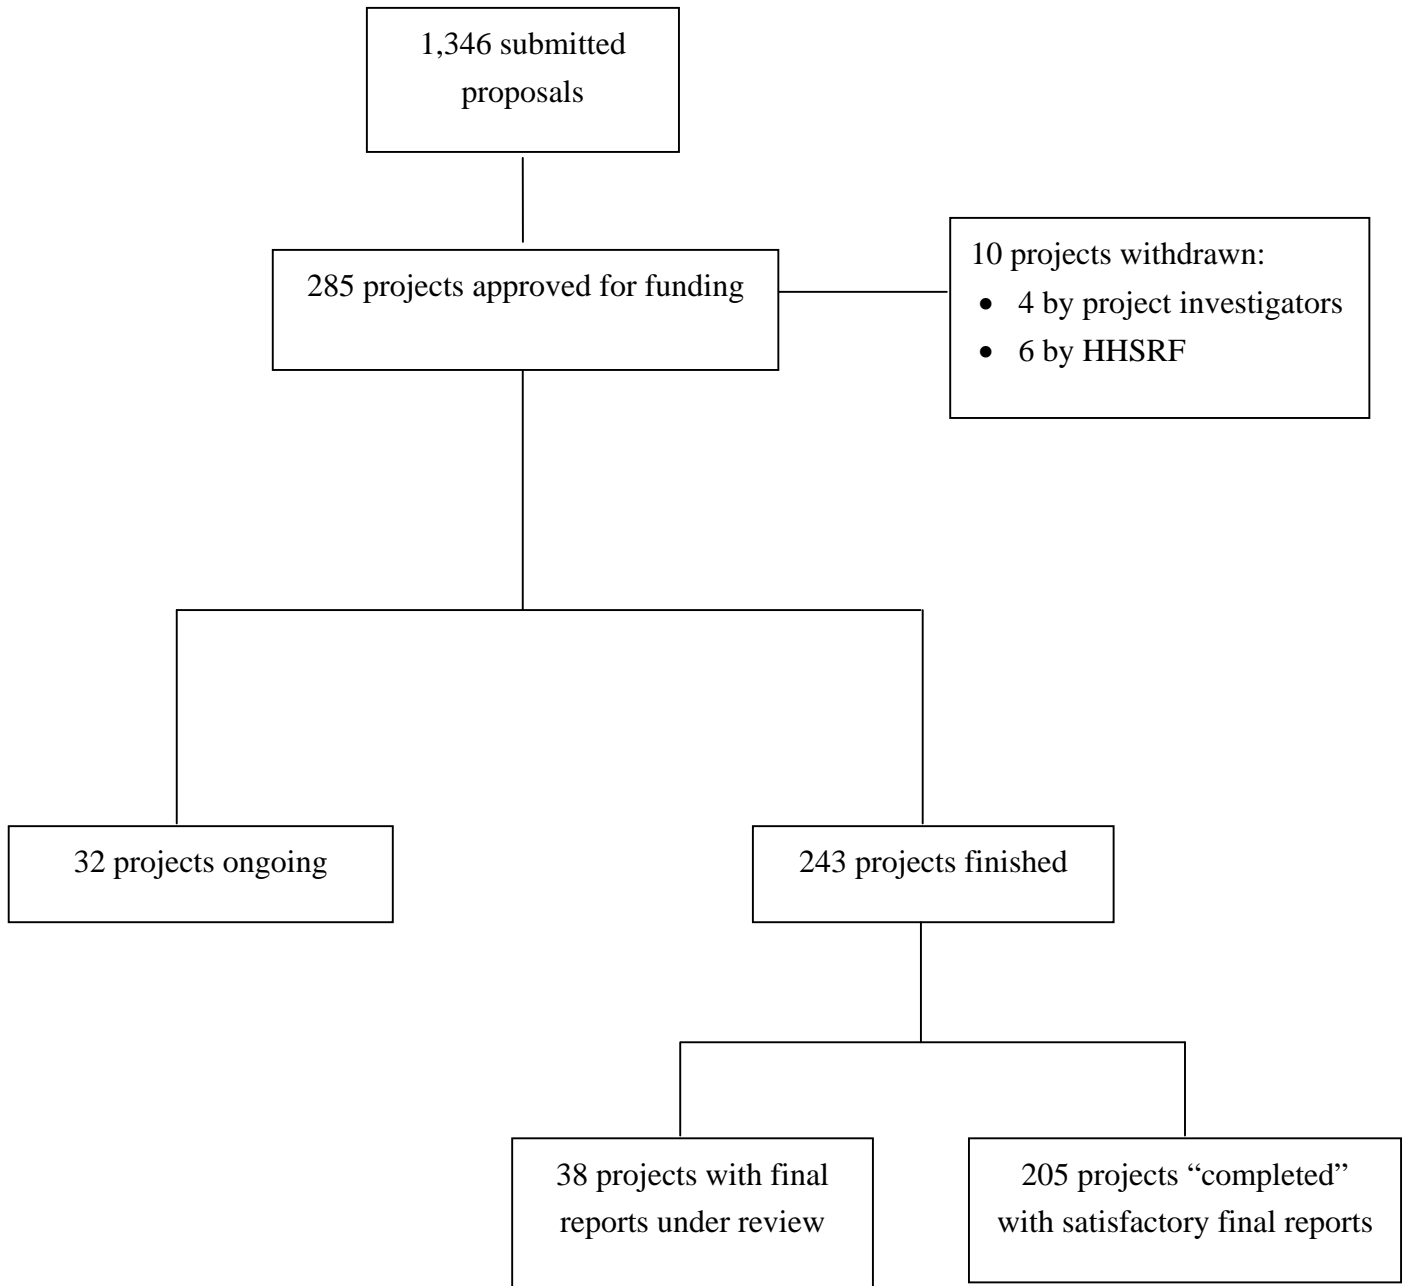 1,346 submitted
proposals
285 projects approved for funding
10 projects withdrawn:
• 4 by project investigators
• 6 by HHSRF
32 projects ongoing
243 projects finished
38 projects with final
reports under review
205 projects “completed”
with satisfactory final reports